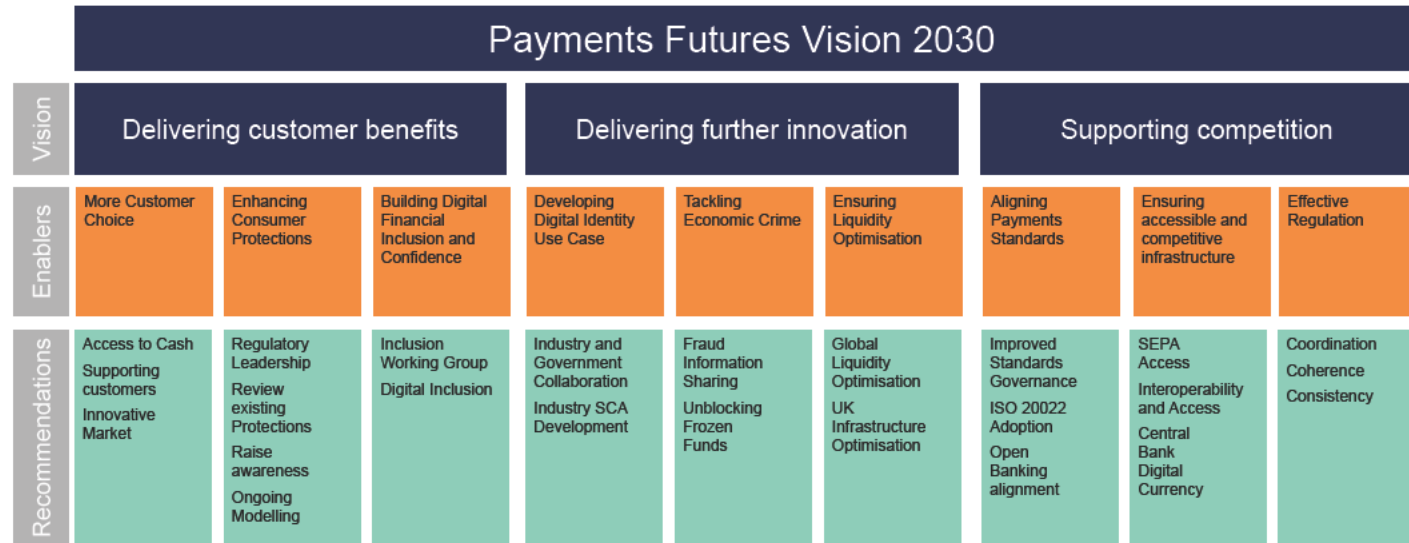 Payments Futures Vision 2030
Vision
Delivering customer benefits
Delivering further innovation
Supporting competition
Enablers
More Customer
Choice
Enhancing
Consumer
Protections
Building Digital
Financial
Inclusion and
Confidence
Developing
Digital Identity
Use Case
Tackling
Economic Crime
Ensuring
Liquidity
Optimisation
Aligning
Payments
Standards
Ensuring
accessible and
competitive
infrastructure
Effective
Regulation
Recommendations
Access to Cash
Supporting
customers
Innovative
Market
Regulatory
Leadership
Review
existing
Protections
Raise
awareness
Ongoing
Modelling
Inclusion
Working Group
Digital Inclusion
Industry and
Government
Collaboration
Industry SCA
Development
Fraud
Information
Sharing
Unblocking
Frozen
Funds
Global
Liquidity
Optimisation
UK
Infrastructure
Optimisation
Improved
Standards
Governance
ISO 20022
Adoption
Open
Banking
alignment
SEPA
Access
Interoperability
and Access
Central
Bank
Digital
Currency
Coordination
Coherence
Consistency